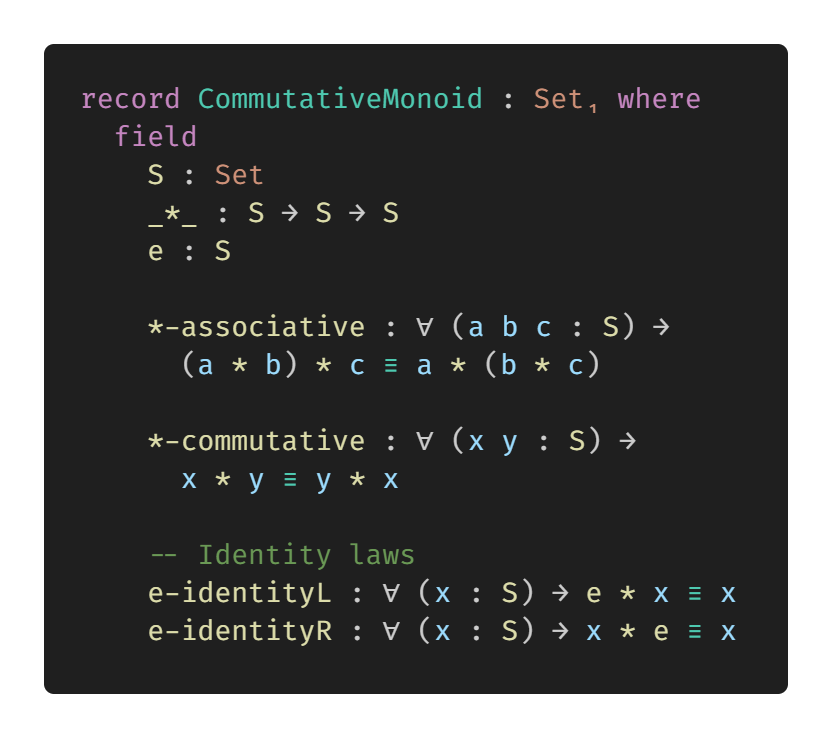 record CommutativeMonoid : Set₁ where
  field
    S : Set
    _*_ : S → S → S
    e : S

    *-associative : ∀ (a b c : S) →
      (a * b) * c ≡ a * (b * c)

    *-commutative : ∀ (x y : S) →
      x * y ≡ y * x

    -- Identity laws
    e-identityL : ∀ (x : S) → e * x ≡ x
    e-identityR : ∀ (x : S) → x * e ≡ x